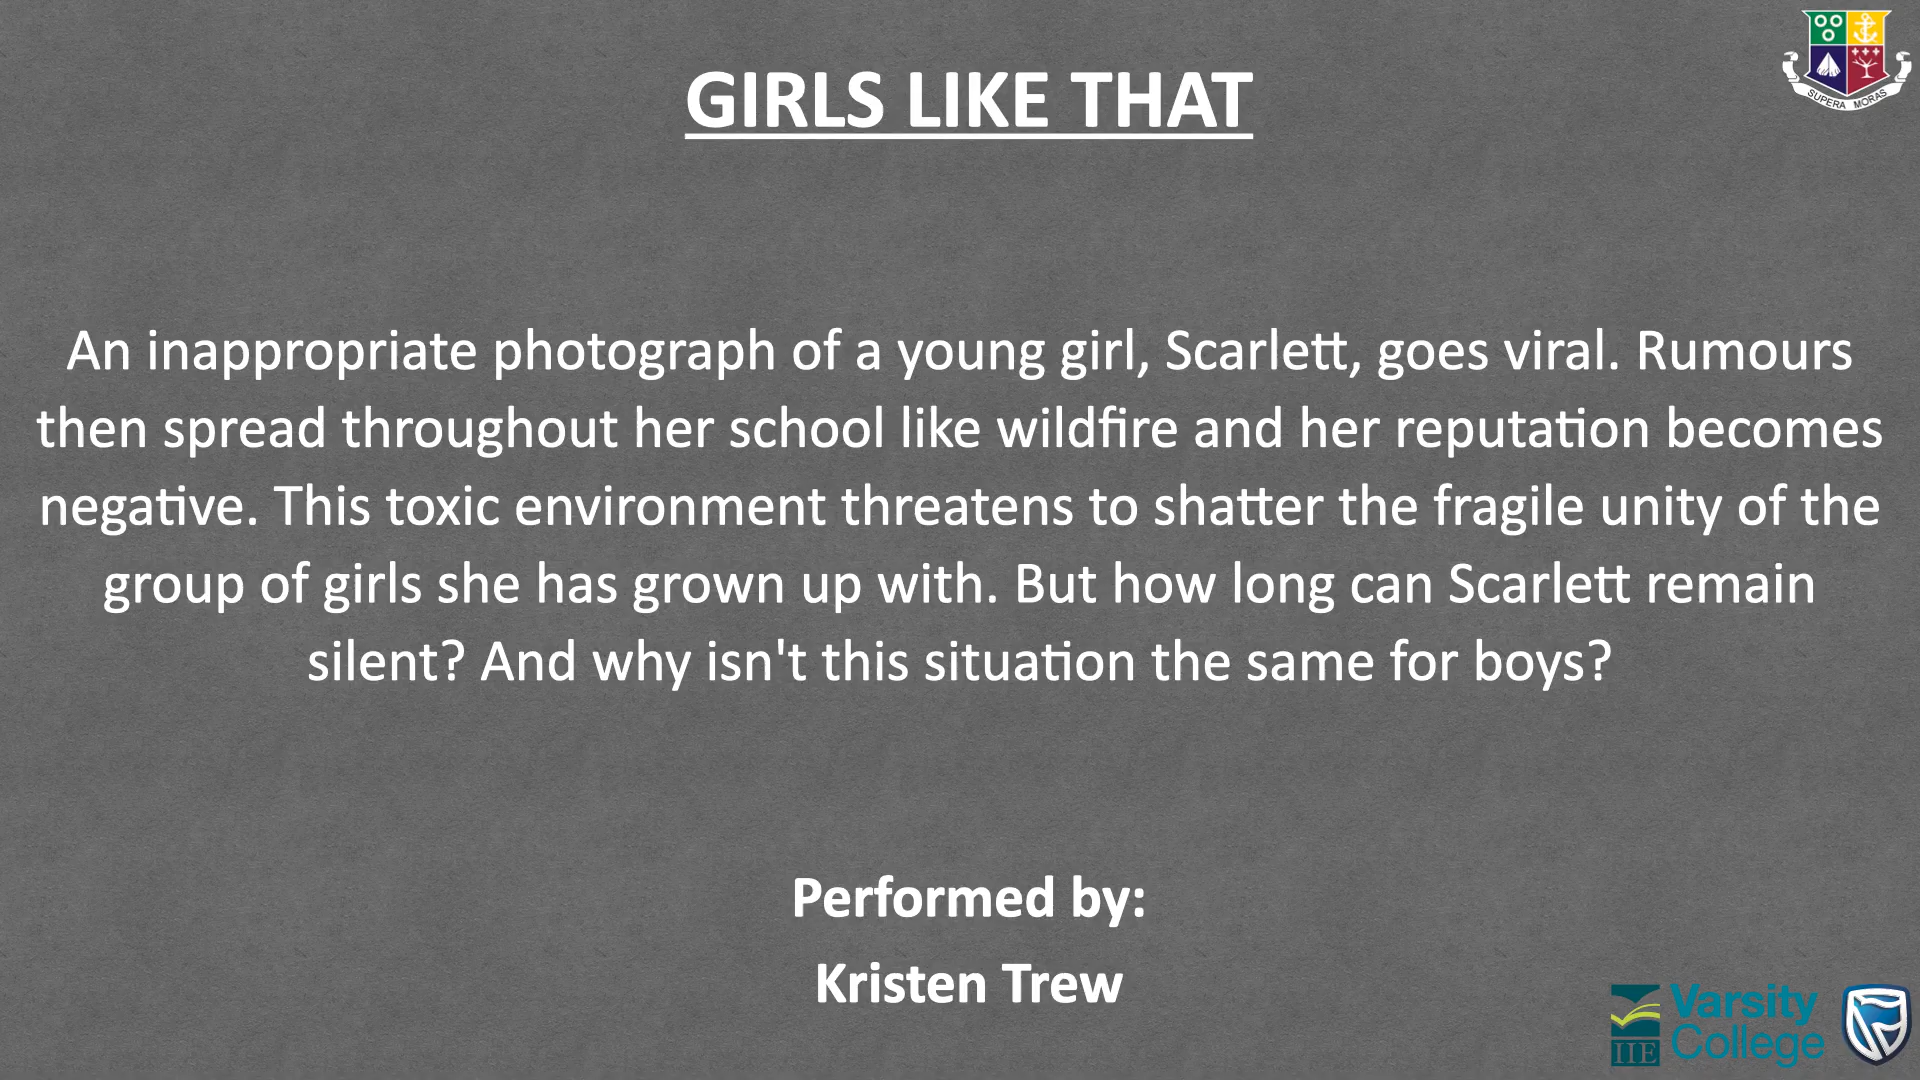 GIRLS LIKE THAT
SUPERA MORAS
An inappropriate photograph of a young girl, Scarlett, goes viral. Rumours
then spread throughout her school like wildfire and her reputation becomes
negative. This toxic environment threatens to shatter the fragile unity of the
group of girls she has grown up with. But how long can Scarlett remain
silent? And why isn't this situation the same for boys?
Performed by:
Kristen Trew
Varsity
College
IIE